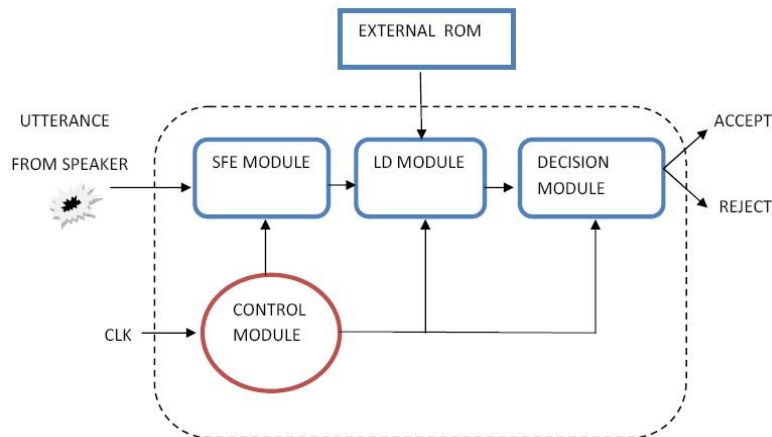 EXTERNAL ROM
UTTERANCE
FROM SPEAKER
SFE MODULE
LD MODULE
DECISION
MODULE
ACCEPT
REJECT
CLK
CONTROL
MODULE